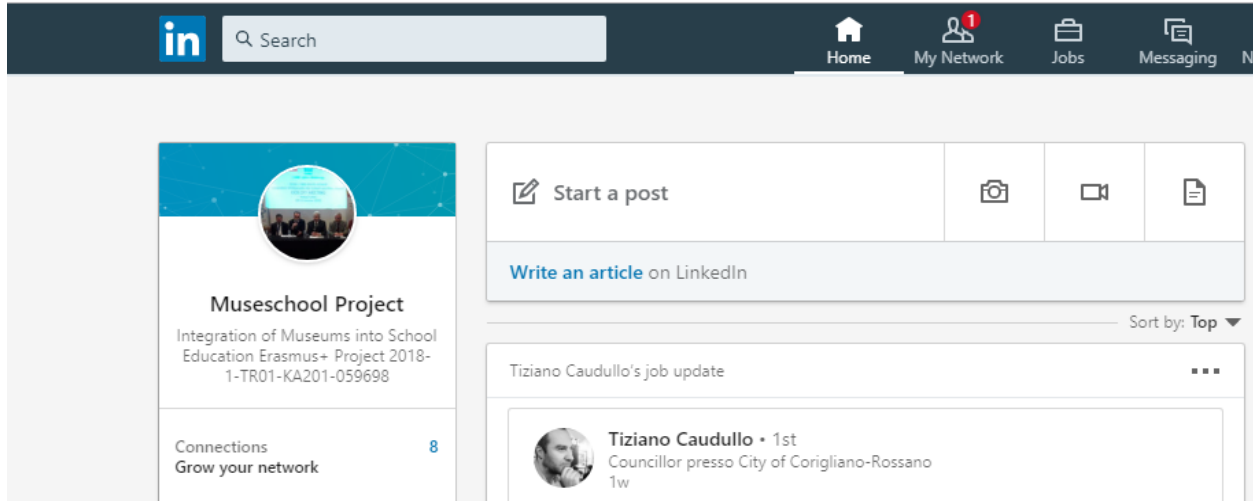 in
Search
1
Home
My Network
Jobs
Messaging
N
Start a post
Write an article on LinkedIn
Museschool Project
Integration of Museums into School
Education Erasmus+ Project 2018-
1-TR01-KA201-059698
Connections 8
Grow your network
Sort by: Top
Tiziano Caudullo's job update
Tiziano Caudullo • 1st
Councillor presso City of Corigliano-Rossano
1w